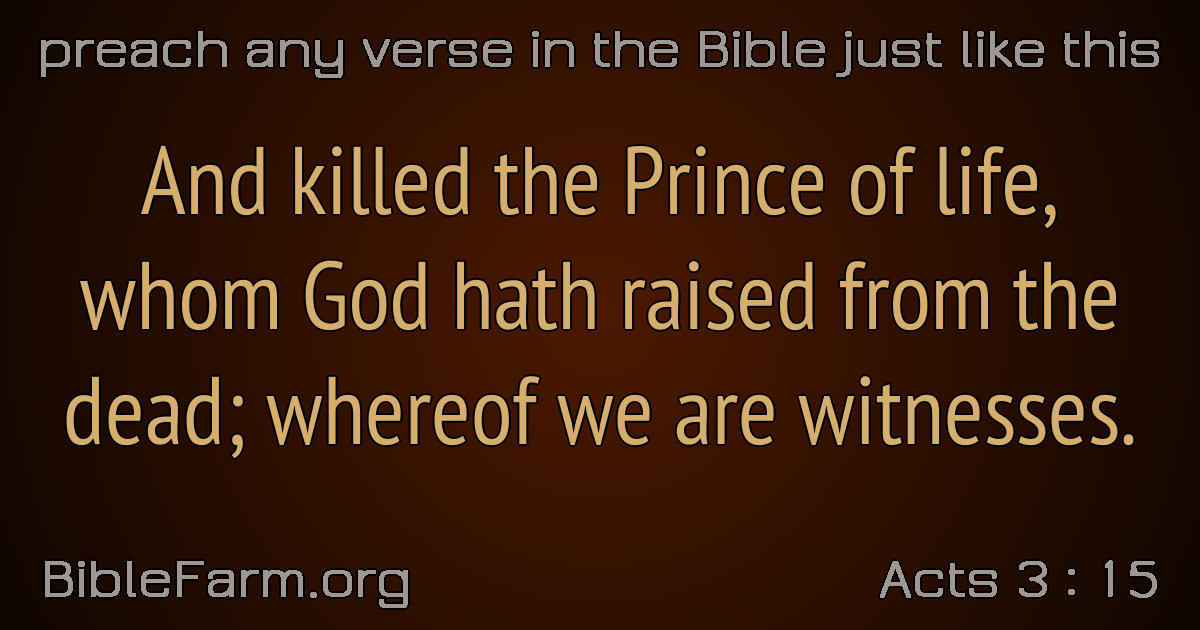 preach any verse in the Bible just like this
And killed the Prince of life,
whom God hath raised from the
dead; whereof we are witnesses.
BibleFarm.org
Acts 3 : 15